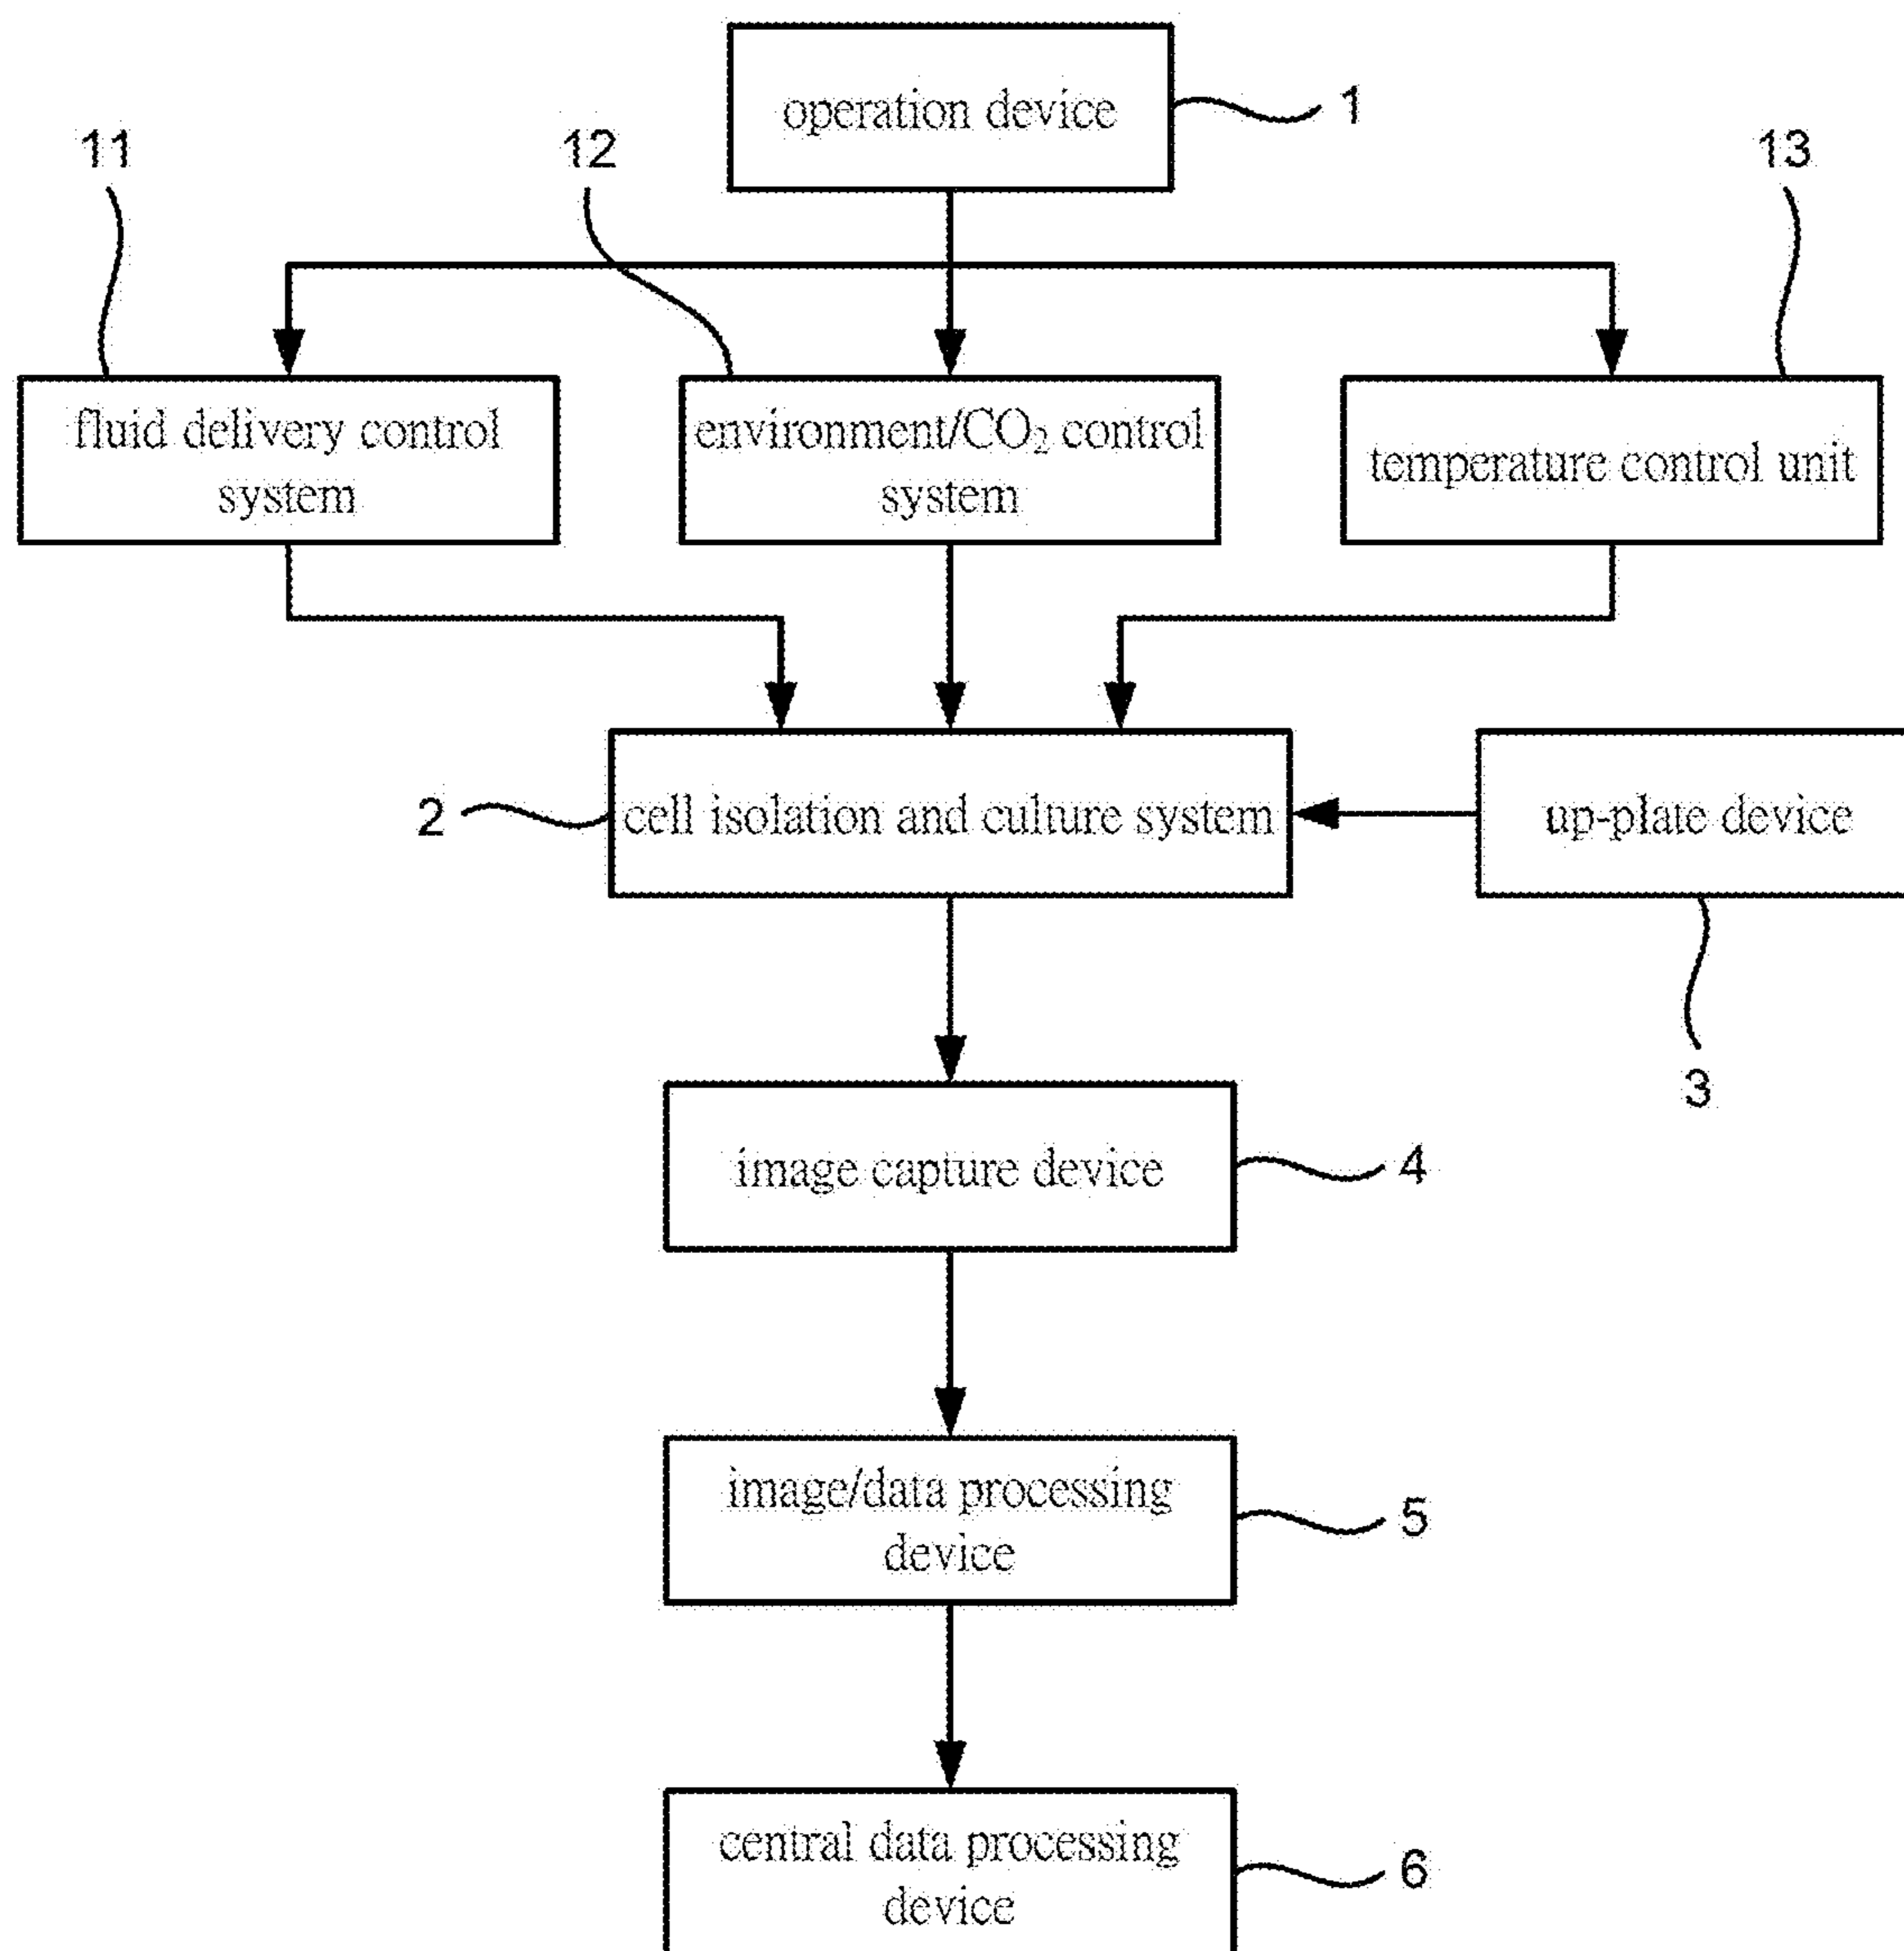 operation device
1
11
12
13
fluid delivery control
system
environment/CO₂ control
system
temperature control unit
2
cell isolation and culture system
up-plate device
3
image capture device
4
image/data processing
device
5
central data processing
device
6